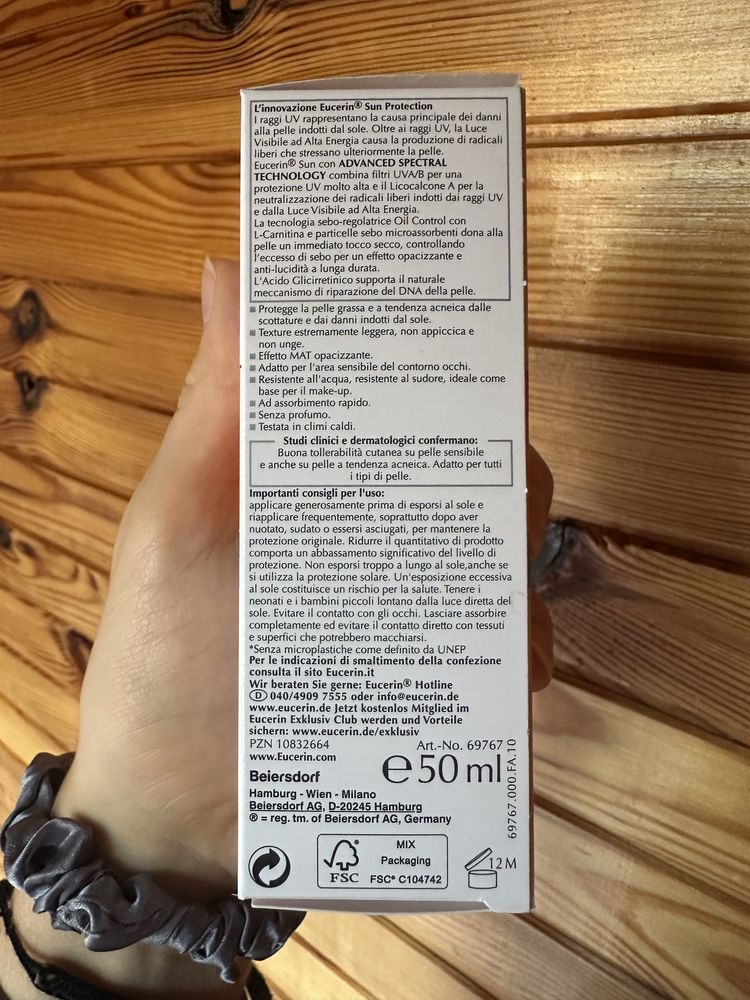 L'innovazione Eucerin® Sun Protection
I raggi UV rappresentano la causa principale dei danni
alla pelle indotti dal sole. Oltre ai raggi UV, la Luce
Visibile ad Alta Energia causa la produzione di radicali
liberi che stressano ulteriormente la pelle.
Eucerin® Sun con ADVANCED SPECTRAL
TECHNOLOGY combina filtri UVA/B per una
protezione UV molto alta e il Licocalcone A per la
neutralizzazione dei radicali liberi indotti dai raggi UV
e dalla Luce Visibile ad Alta Energia.
La tecnologia sebo-regolatrice Oil Control con
L-Carnitina e particelle sebo microassorbenti dona alla
pelle un immediato tocco secco, controllando
l'eccesso di sebo per un effetto opacizzante e
anti-lucidità a lunga durata.
L'Acido Glicirretinico supporta il naturale
meccanismo di riparazione del DNA della pelle.
■ Protegge la pelle grassa e a tendenza acneica dalle
scottature e dai danni indotti dal sole.
■ Texture estremamente leggera, non appiccica e
non unge.
■ Effetto MAT opacizzante.
■ Adatto per l'area sensibile del contorno occhi.
■ Resistente all'acqua, resistente al sudore, ideale come
base per il make-up.
■ Ad assorbimento rapido.
■ Senza profumo.
■ Testata in climi caldi.
Studi clinici e dermatologici confermano:
Buona tollerabilità cutanea su pelle sensibile
e anche su pelle a tendenza acneica. Adatto per tutti
i tipi di pelle.
Importanti consigli per l'uso:
applicare generosamente prima di esporsi al sole e
riapplicare frequentemente, soprattutto dopo aver
nuotato, sudato o essersi asciugati, per mantenere la
protezione originale. Ridurre il quantitativo di prodotto
comporta un abbassamento significativo del livello di
protezione. Non esporsi troppo a lungo al sole,anche se
si utilizza la protezione solare. Un'esposizione eccessiva
al sole costituisce un rischio per la salute. Tenere i
neonati e i bambini piccoli lontano dalla luce diretta del
sole. Evitare il contatto con gli occhi. Lasciare assorbire
completamente ed evitare il contatto diretto con tessuti
e superfici che potrebbero macchiarsi.
*Senza microplastiche come definito da UNEP
Per le indicazioni di smaltimento della confezione
consulta il sito Eucerin.it
Wir beraten Sie gerne: Eucerin® Hotline
D 040/4909 7555 oder info@eucerin.de
www.eucerin.de Jetzt kostenlos Mitglied im
Eucerin Exklusiv Club werden und Vorteile
sichern: www.eucerin.de/exklusiv
PZN 10832664 Art.-No. 69767
www.Eucerin.com
℮50 ml
Beiersdorf
Hamburg - Wien - Milano
Beiersdorf AG, D-20245 Hamburg
® = reg. tm. of Beiersdorf AG, Germany
69767.000.FA.10
FSC
MIX
Packaging
FSC® C104742
12M